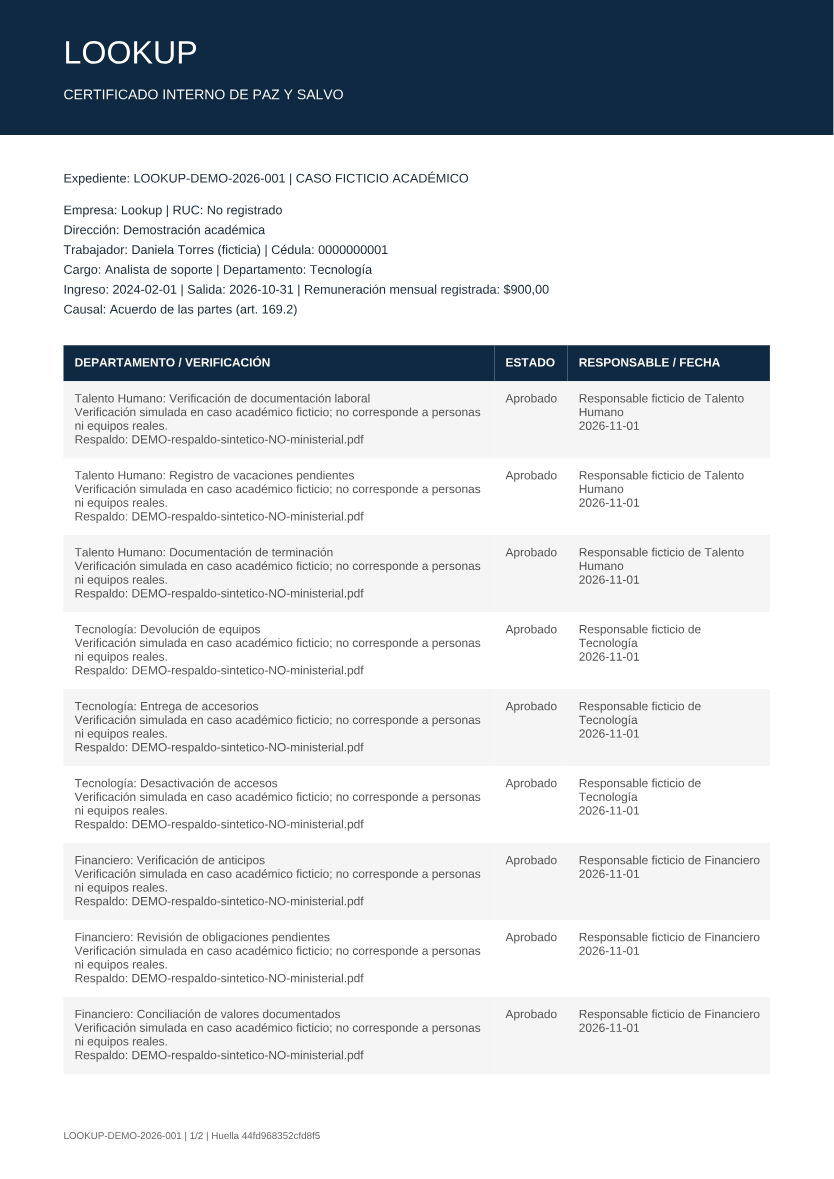 LOOKUP
CERTIFICADO INTERNO DE PAZ Y SALVO
Expediente: LOOKUP-DEMO-2026-001 | CASO FICTICIO ACADÉMICO
Empresa: Lookup | RUC: No registrado
Dirección: Demostración académica
Trabajador: Daniela Torres (ficticia) | Cédula: 0000000001
Cargo: Analista de soporte | Departamento: Tecnología
Ingreso: 2024-02-01 | Salida: 2026-10-31 | Remuneración mensual registrada: $900,00
Causal: Acuerdo de las partes (art. 169.2)
DEPARTAMENTO / VERIFICACIÓN ESTADO RESPONSABLE / FECHA
Talento Humano: Verificación de documentación laboral Aprobado Responsable ficticio de Talento
Verificación simulada en caso académico ficticio; no corresponde a personas Humano
ni equipos reales. 2026-11-01
Respaldo: DEMO-respaldo-sintetico-NO-ministerial.pdf
Talento Humano: Registro de vacaciones pendientes Aprobado Responsable ficticio de Talento
Verificación simulada en caso académico ficticio; no corresponde a personas Humano
ni equipos reales. 2026-11-01
Respaldo: DEMO-respaldo-sintetico-NO-ministerial.pdf
Talento Humano: Documentación de terminación Aprobado Responsable ficticio de Talento
Verificación simulada en caso académico ficticio; no corresponde a personas Humano
ni equipos reales. 2026-11-01
Respaldo: DEMO-respaldo-sintetico-NO-ministerial.pdf
Tecnología: Devolución de equipos Aprobado Responsable ficticio de
Verificación simulada en caso académico ficticio; no corresponde a personas Tecnología
ni equipos reales. 2026-11-01
Respaldo: DEMO-respaldo-sintetico-NO-ministerial.pdf
Tecnología: Entrega de accesorios Aprobado Responsable ficticio de
Verificación simulada en caso académico ficticio; no corresponde a personas Tecnología
ni equipos reales. 2026-11-01
Respaldo: DEMO-respaldo-sintetico-NO-ministerial.pdf
Tecnología: Desactivación de accesos Aprobado Responsable ficticio de
Verificación simulada en caso académico ficticio; no corresponde a personas Tecnología
ni equipos reales. 2026-11-01
Respaldo: DEMO-respaldo-sintetico-NO-ministerial.pdf
Financiero: Verificación de anticipos Aprobado Responsable ficticio de Financiero
Verificación simulada en caso académico ficticio; no corresponde a personas 2026-11-01
ni equipos reales.
Respaldo: DEMO-respaldo-sintetico-NO-ministerial.pdf
Financiero: Revisión de obligaciones pendientes Aprobado Responsable ficticio de Financiero
Verificación simulada en caso académico ficticio; no corresponde a personas 2026-11-01
ni equipos reales.
Respaldo: DEMO-respaldo-sintetico-NO-ministerial.pdf
Financiero: Conciliación de valores documentados Aprobado Responsable ficticio de Financiero
Verificación simulada en caso académico ficticio; no corresponde a personas 2026-11-01
ni equipos reales.
Respaldo: DEMO-respaldo-sintetico-NO-ministerial.pdf
LOOKUP-DEMO-2026-001 | 1/2 | Huella 44fd968352cfd8f5